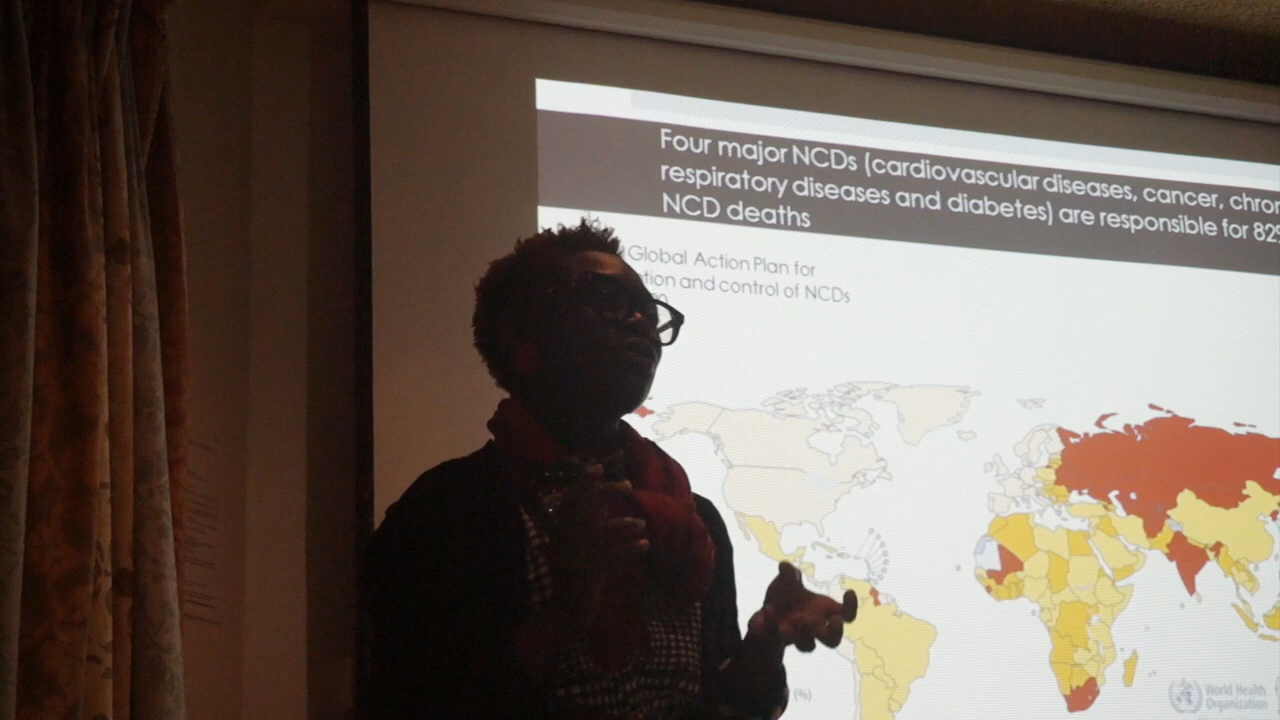 Four major NCDs (cardiovascular diseases, cancer, chron
respiratory diseases and diabetes) are responsible for 82%
NCD deaths
Global Action Plan for
tion and control of NCDs
(%)
World Health
Organization